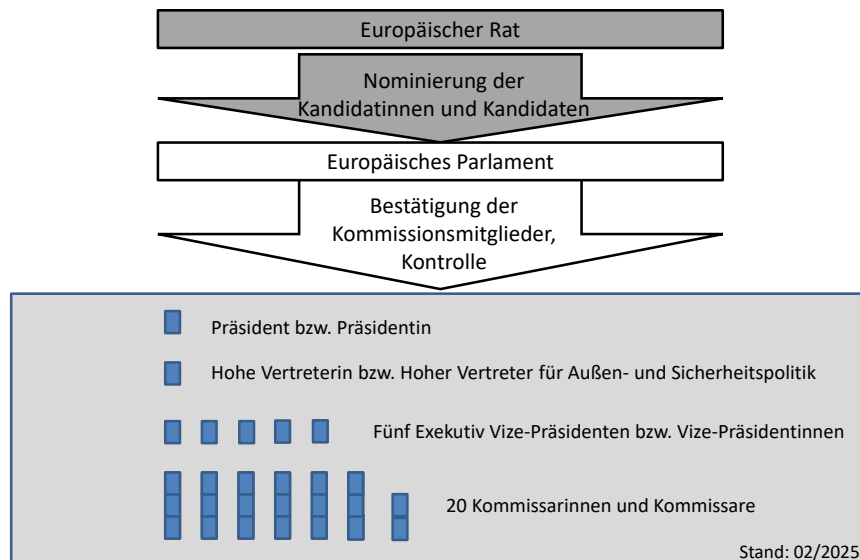 Europäischer Rat
Nominierung der
Kandidatinnen und Kandidaten
Europäisches Parlament
Bestätigung der
Kommissionsmitglieder,
Kontrolle
Präsident bzw. Präsidentin
Hohe Vertreterin bzw. Hoher Vertreter für Außen- und Sicherheitspolitik
Fünf Exekutiv Vize-Präsidenten bzw. Vize-Präsidentinnen
20 Kommissarinnen und Kommissare
Stand: 02/2025